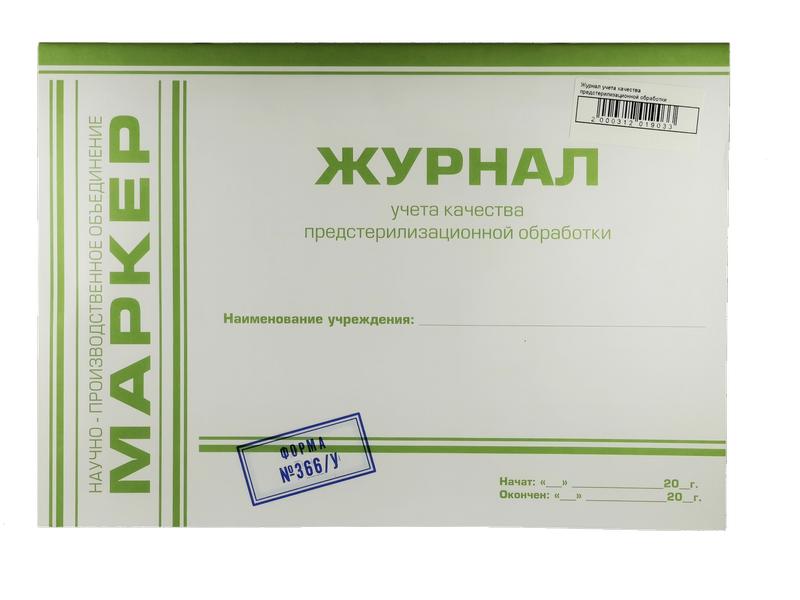 НАУЧНО - ПРОИЗВОДСТВЕННОЕ ОБЪЕДИНЕНИЕ
МАРКЕР
Журнал учета качества
предстерилизационной обработки
2 000312 019033
ЖУРНАЛ
учета качества
предстерилизационной обработки
Наименование учреждения: ____________________
ФОРМА
№366/У
Начат: «__» ____________20__г.
Окончен: «__» ____________20__г.